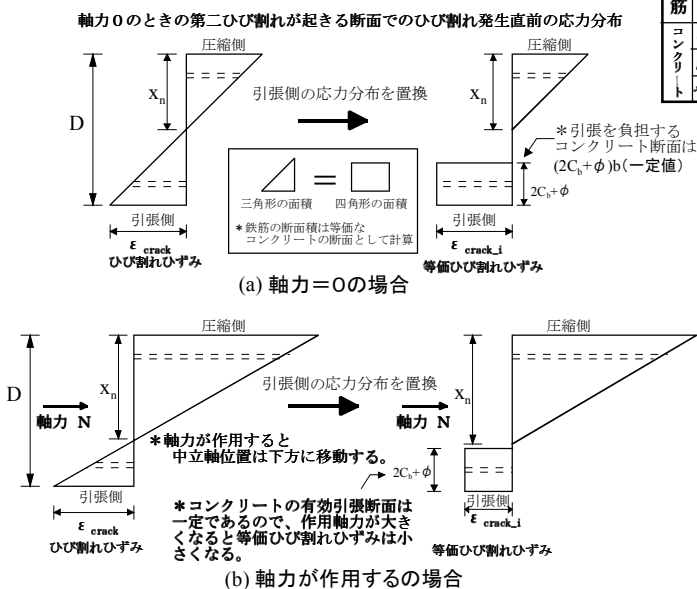 軸力0のときの第二ひび割れが起きる断面でのひび割れ発生直前の応力分布
筋
コンクリート
圧縮側
D
Xn
引張側の応力分布を置換
三角形の面積
=
四角形の面積
*鉄筋の断面積は等価な
コンクリートの断面として計算
引張側
ε crack
ひび割れひずみ
圧縮側
Xn
*引張を負担する
コンクリート断面は
(2Cb+φ)b(一定値)
2Cb+φ
引張側
ε crack_i
等価ひび割れひずみ
(a) 軸力=0の場合
圧縮側
D
Xn
軸力 N
引張側の応力分布を置換
*軸力が作用すると
中立軸位置は下方に移動する。
引張側
ε crack
ひび割れひずみ
*コンクリートの有効引張断面は
一定であるので、作用軸力が大き
くなると等価ひび割れひずみは小
さくなる。
圧縮側
Xn
軸力 N
2Cb+φ
引張側
ε crack_i
等価ひび割れひずみ
(b) 軸力が作用するの場合